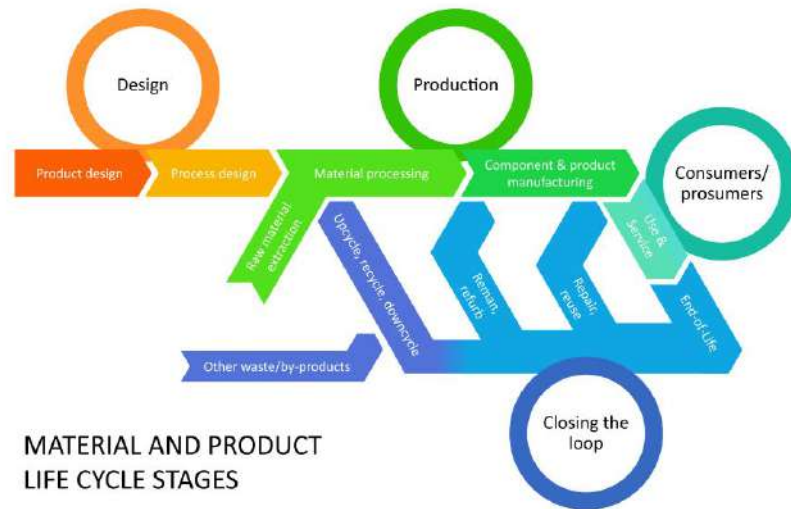 Design
Production
Consumers/
prosumers
Product design
Process design
Material processing
Component & product
manufacturing
Use &
Service
Raw material
extraction
Upcycle, recycle, downcycle
Reman,
refurb
Repair,
reuse
End-of-Life
Other waste/by-products
Closing the
loop
MATERIAL AND PRODUCT
LIFE CYCLE STAGES